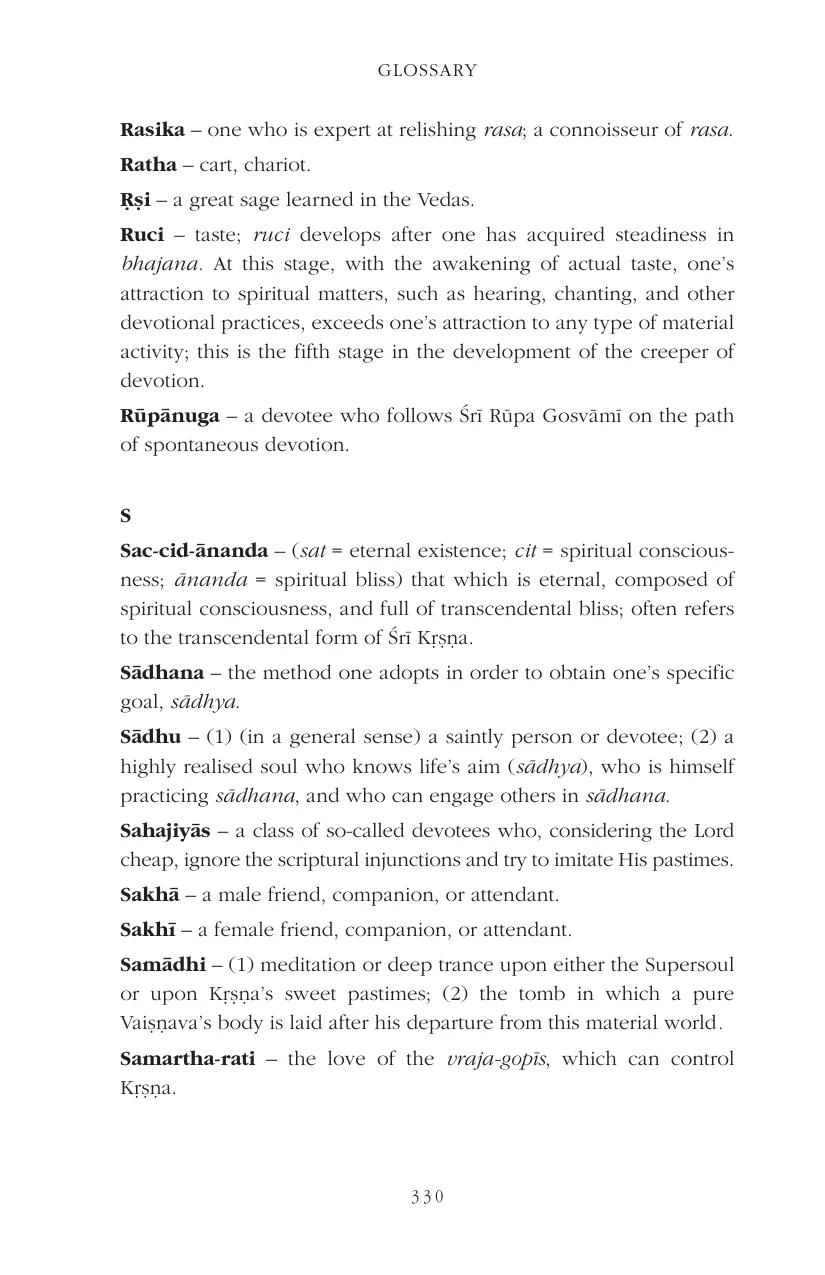 GLOSSARY
Rasika – one who is expert at relishing rasa; a connoisseur of rasa.
Ratha – cart, chariot.
Ṛṣi – a great sage learned in the Vedas.
Ruci – taste; ruci develops after one has acquired steadiness in
bhajana. At this stage, with the awakening of actual taste, one’s
attraction to spiritual matters, such as hearing, chanting, and other
devotional practices, exceeds one’s attraction to any type of material
activity; this is the fifth stage in the development of the creeper of
devotion.
Rūpānuga – a devotee who follows Śrī Rūpa Gosvāmī on the path
of spontaneous devotion.
S
Sac-cid-ānanda – (sat = eternal existence; cit = spiritual conscious-
ness; ānanda = spiritual bliss) that which is eternal, composed of
spiritual consciousness, and full of transcendental bliss; often refers
to the transcendental form of Śrī Kṛṣṇa.
Sādhana – the method one adopts in order to obtain one’s specific
goal, sādhya.
Sādhu – (1) (in a general sense) a saintly person or devotee; (2) a
highly realised soul who knows life’s aim (sādhya), who is himself
practicing sādhana, and who can engage others in sādhana.
Sahajiyās – a class of so-called devotees who, considering the Lord
cheap, ignore the scriptural injunctions and try to imitate His pastimes.
Sakhā – a male friend, companion, or attendant.
Sakhī – a female friend, companion, or attendant.
Samādhi – (1) meditation or deep trance upon either the Supersoul
or upon Kṛṣṇa’s sweet pastimes; (2) the tomb in which a pure
Vaiṣṇava’s body is laid after his departure from this material world.
Samartha-rati – the love of the vraja-gopīs, which can control
Kṛṣṇa.
330